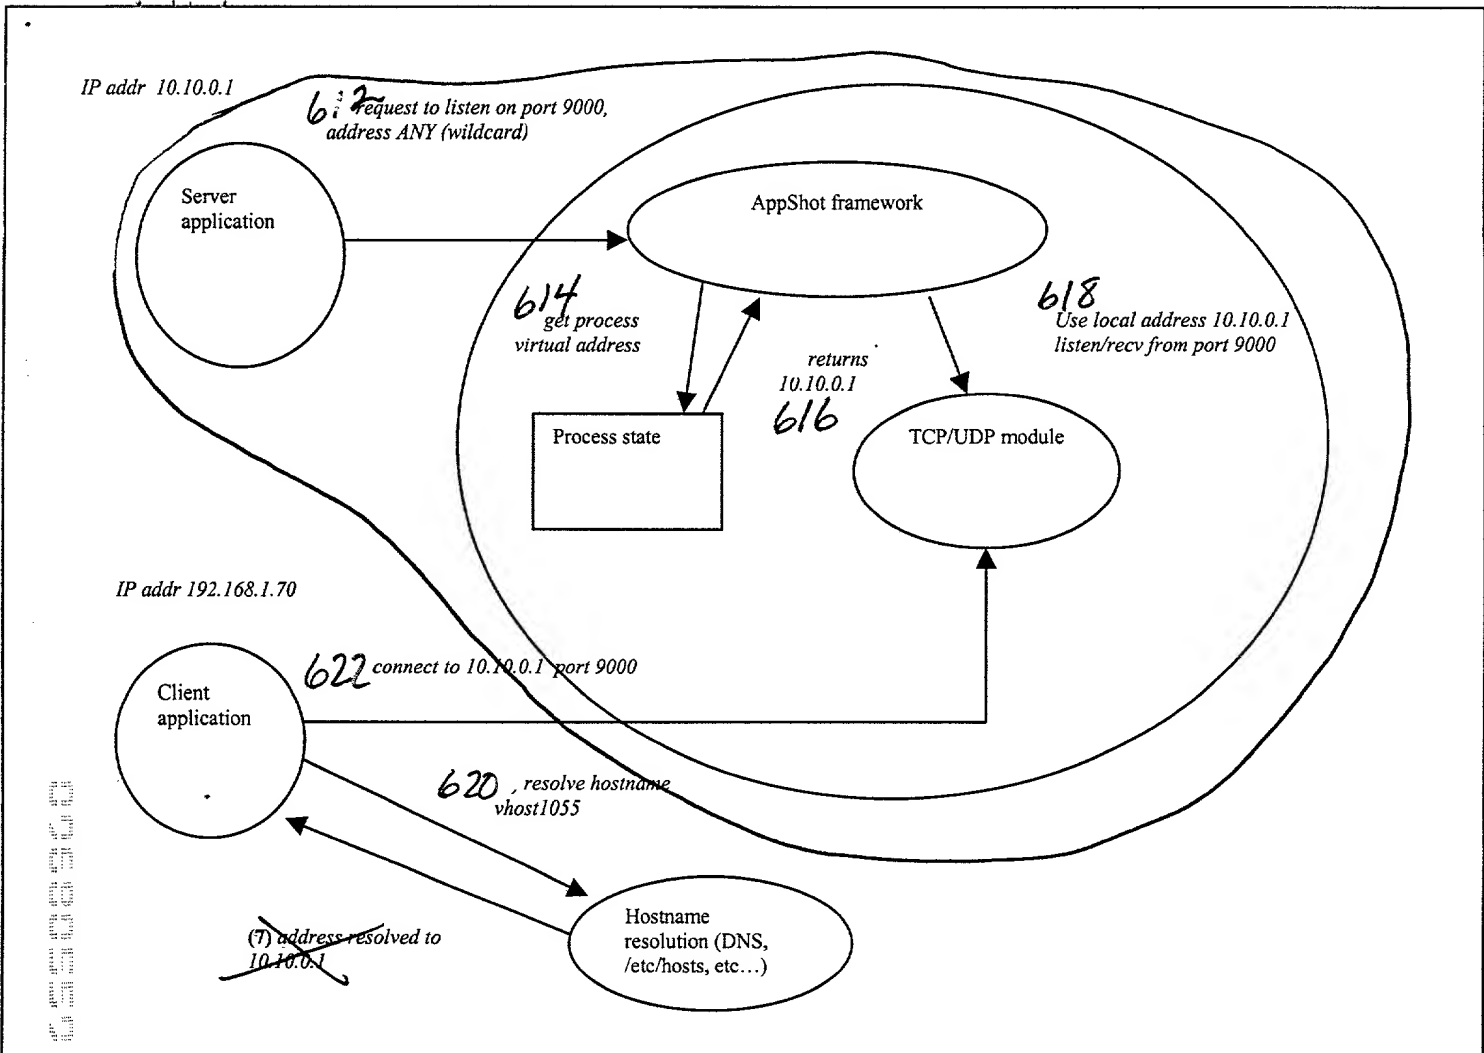 IP addr 10.10.0.1
612 request to listen on port 9000,
address ANY (wildcard)
Server
application
AppShot framework
614
get process
virtual address
618
Use local address 10.10.0.1
listen/recv from port 9000
returns
10.10.0.1
616
Process state
TCP/UDP module
IP addr 192.168.1.70
622 connect to 10.10.0.1 port 9000
Client
application
620 , resolve hostname
vhost1055
(7) address resolved to
10.10.0.1
Hostname
resolution (DNS,
/etc/hosts, etc…)